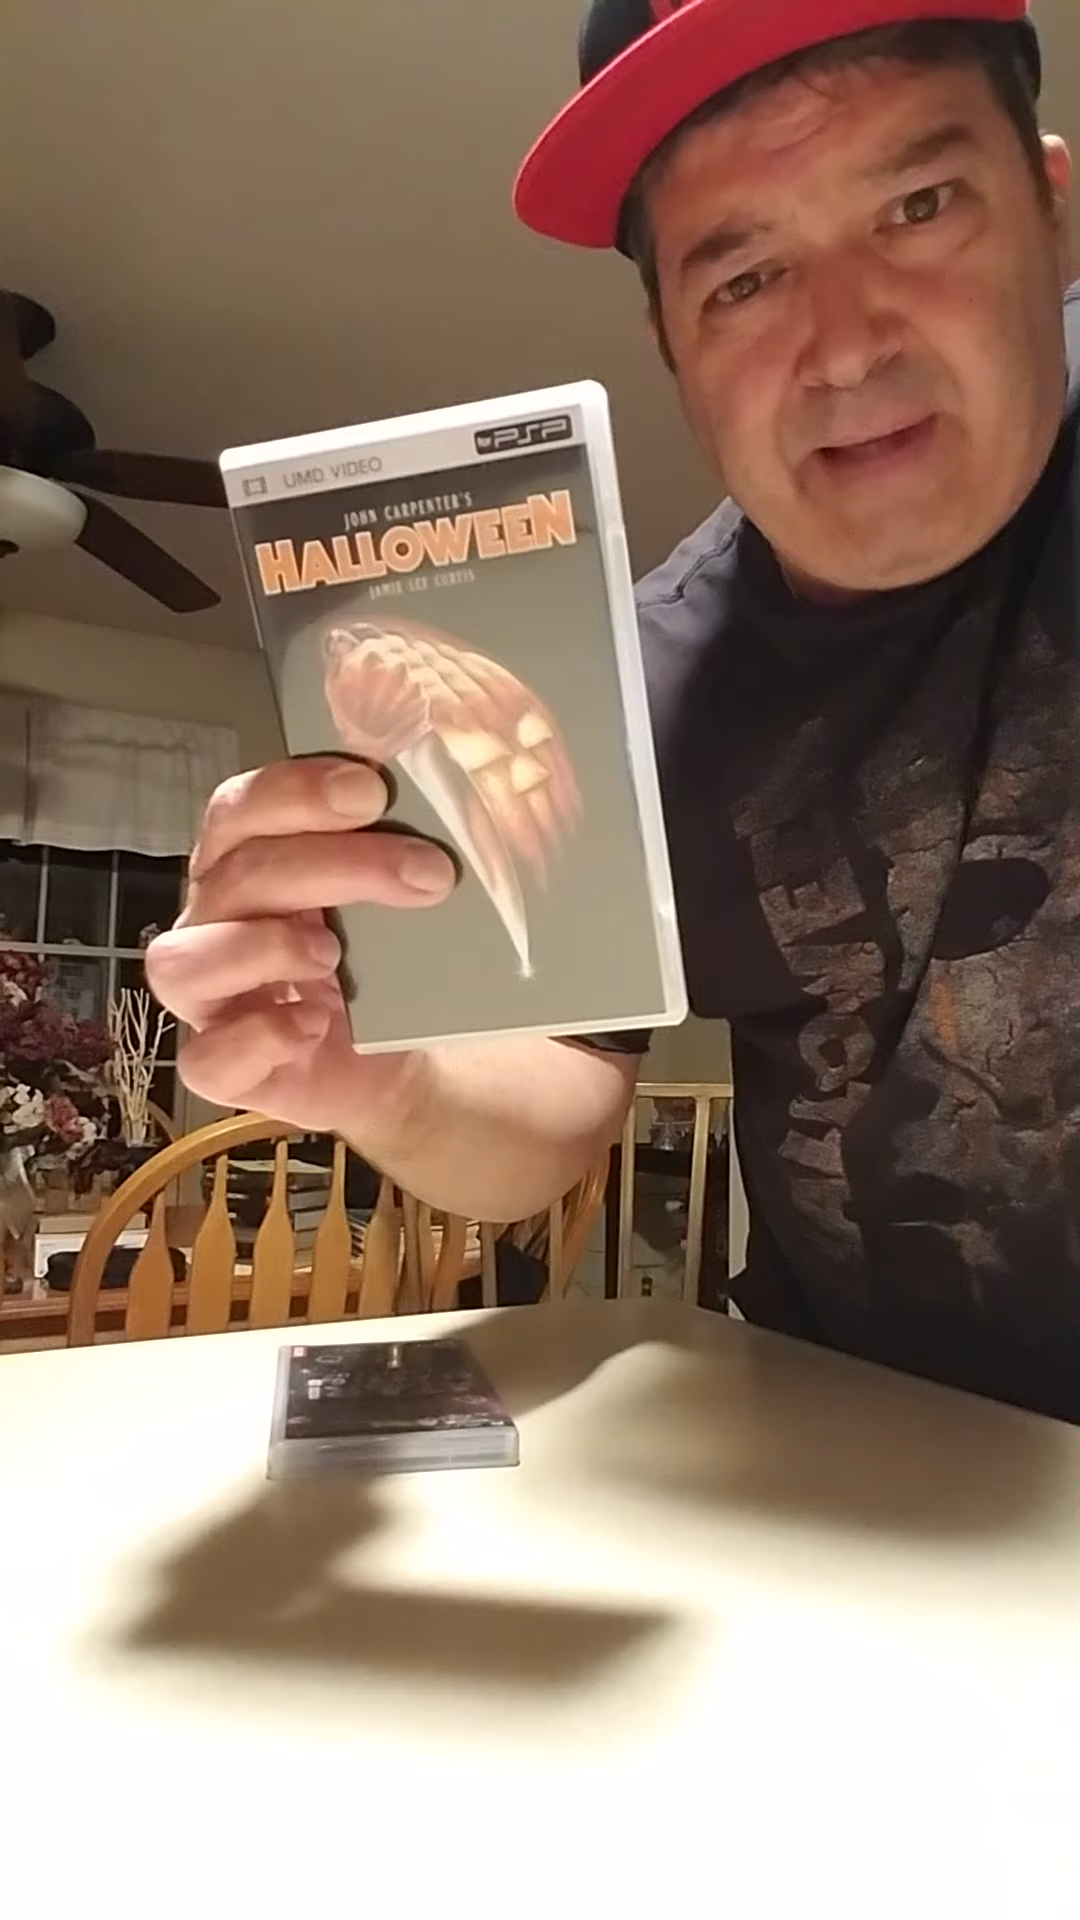 UMD VIDEO
PSP
JOHN CARPENTER'S
HALLOWEEN
JAMIE LEE CURTIS